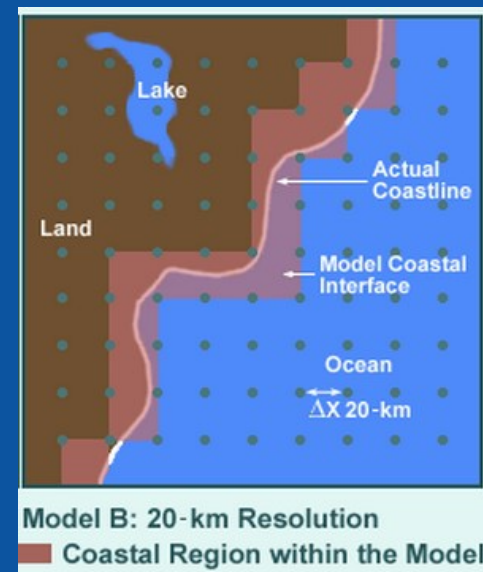 Lake
Actual
Coastline
Land
Model Coastal
Interface
Ocean
ΔX 20-km
Model B: 20-km Resolution
Coastal Region within the Model